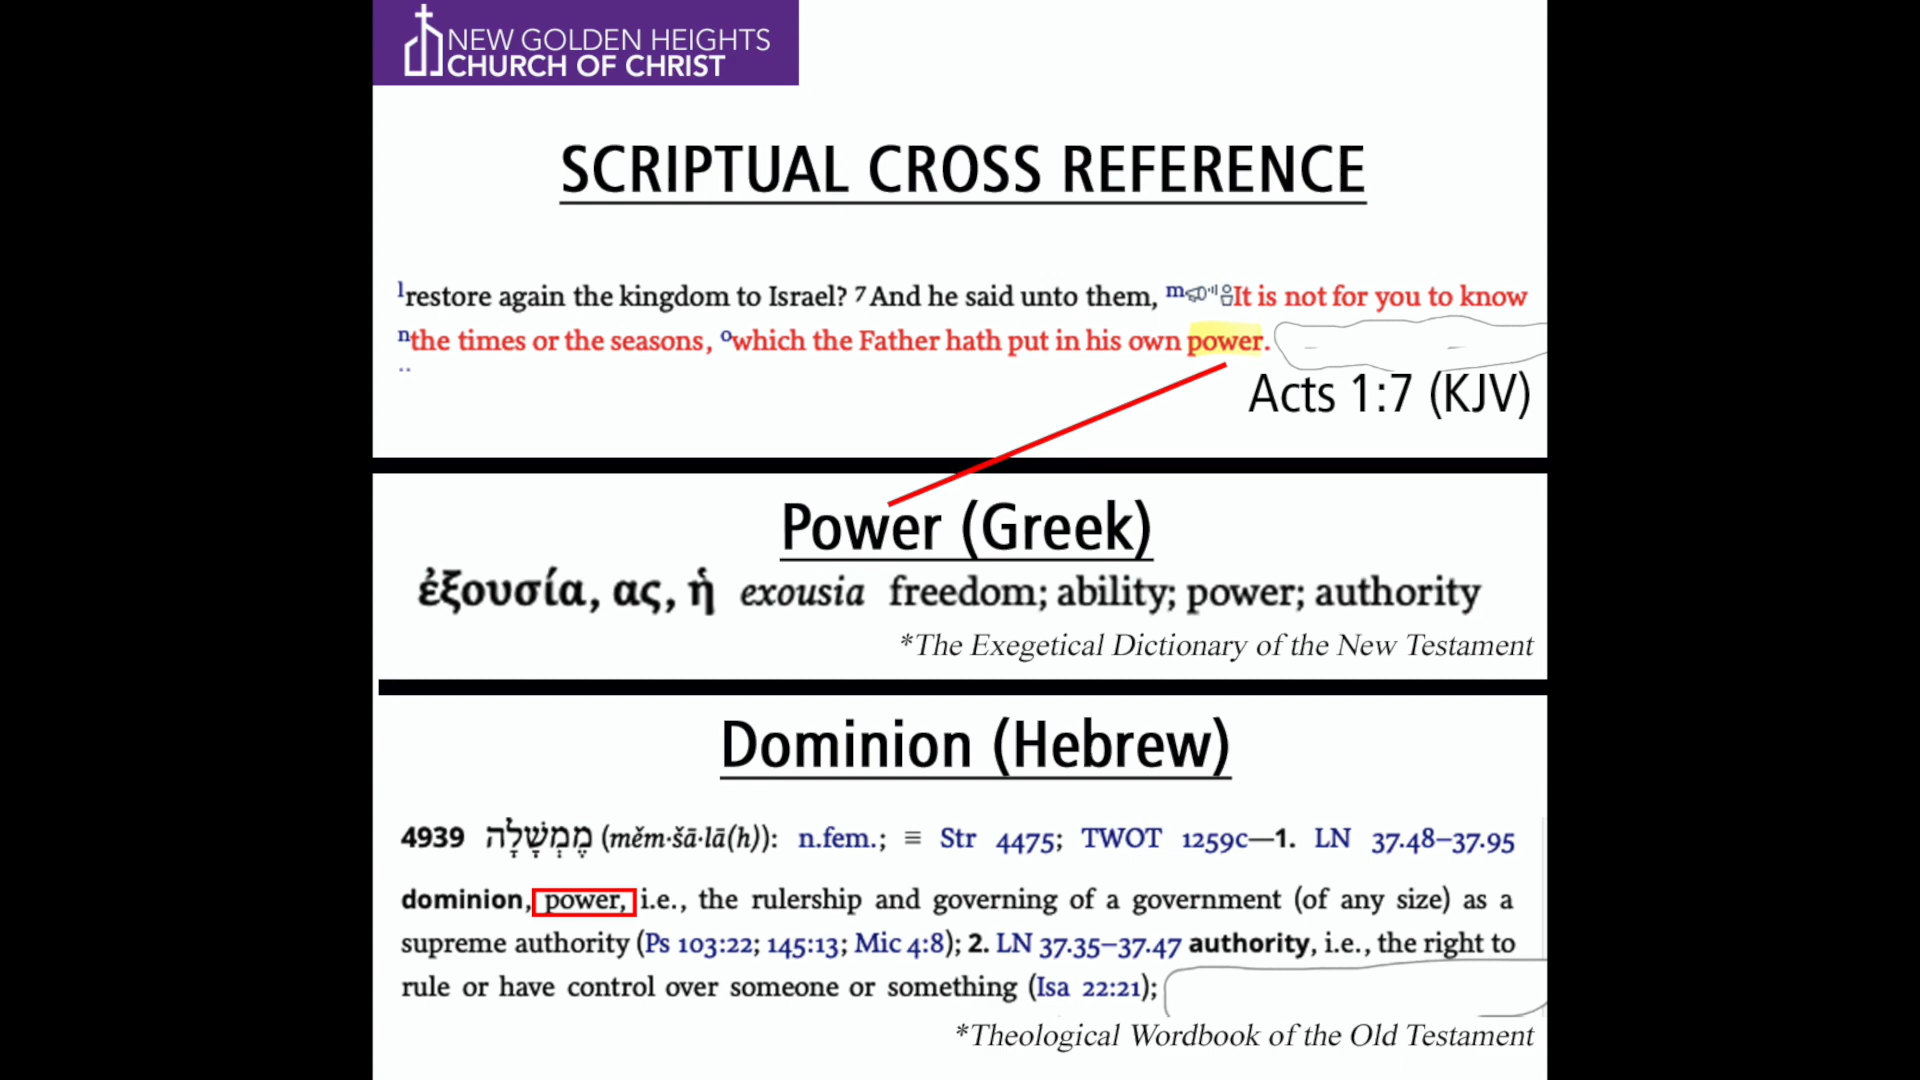 NEW GOLDEN HEIGHTS
CHURCH OF CHRIST
SCRIPTUAL CROSS REFERENCE
lrestore again the kingdom to Israel? 7 And he said unto them, mIt is not for you to know
nthe times or the seasons, owhich the Father hath put in his own power.
Acts 1:7 (KJV)
Power (Greek)
ἐξουσία, ας, ἡ exousia freedom; ability; power; authority
*The Exegetical Dictionary of the New Testament
Dominion (Hebrew)
4939 מֶמְשָׁלָה (měm·šā·lā(h)): n.fem.; ≡ Str 4475; TWOT 1259c—1. LN 37.48–37.95
dominion, power, i.e., the rulership and governing of a government (of any size) as a
supreme authority (Ps 103:22; 145:13; Mic 4:8); 2. LN 37.35–37.47 authority, i.e., the right to
rule or have control over someone or something (Isa 22:21);
*Theological Wordbook of the Old Testament